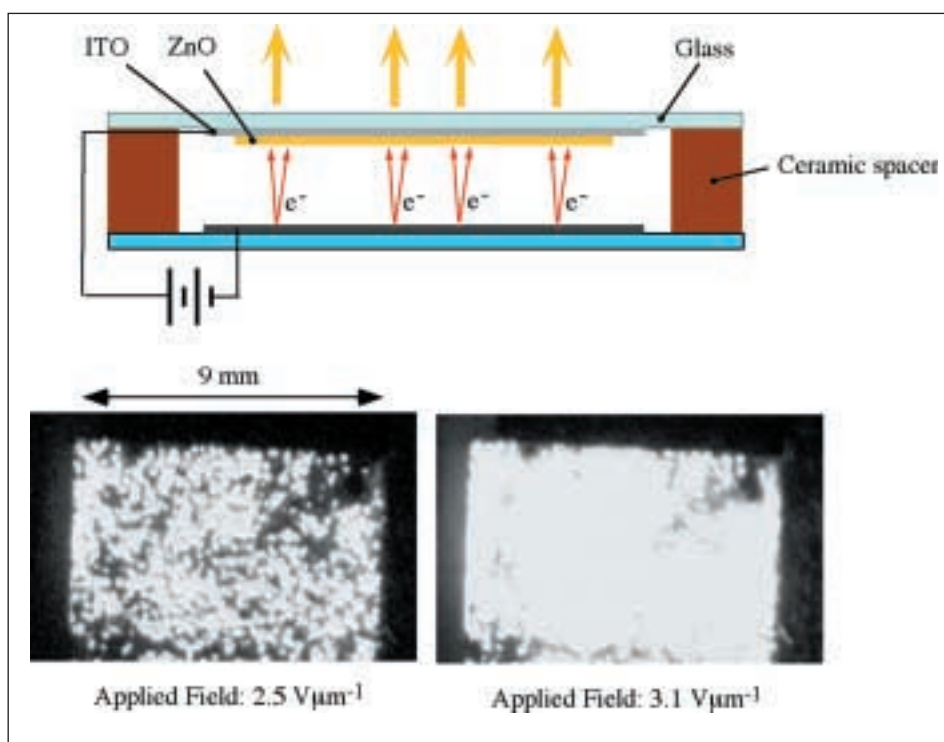 ITO
ZnO
Glass
Ceramic spacer
e⁻ e⁻ e⁻ e⁻
9 mm
Applied Field: 2.5 Vµm⁻¹
Applied Field: 3.1 Vµm⁻¹